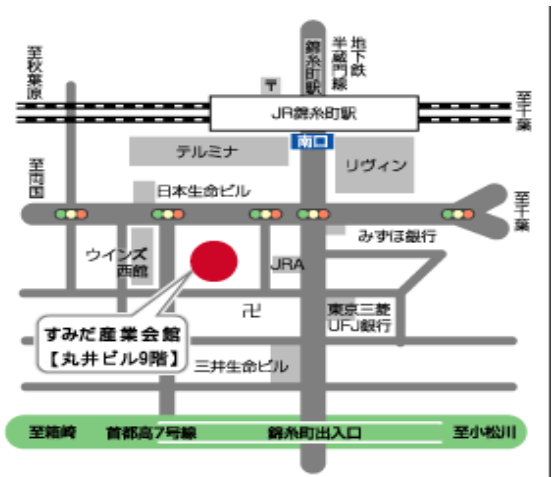 至秋葉原
錦糸町駅
半蔵門線
地下鉄
〒
JR錦糸町駅
至千葉
南口
テルミナ
リヴィン
至両国
日本生命ビル
至千葉
みずほ銀行
ウインズ
西館
JRA
卍
東京三菱
UFJ銀行
すみだ産業会館
【丸井ビル9階】
三井生命ビル
至箱崎
首都高7号線
錦糸町出入口
至小松川